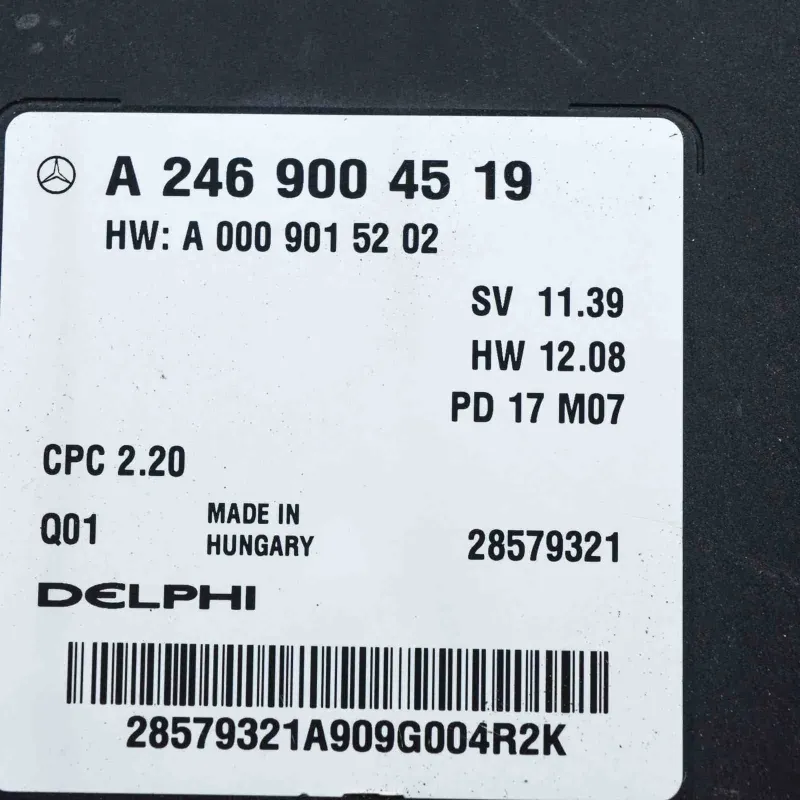 A 246 900 45 19
HW: A 000 901 52 02
SV 11.39
HW 12.08
PD 17 M07
CPC 2.20
Q01
MADE IN
HUNGARY
28579321
DELPHI
28579321A909G004R2K